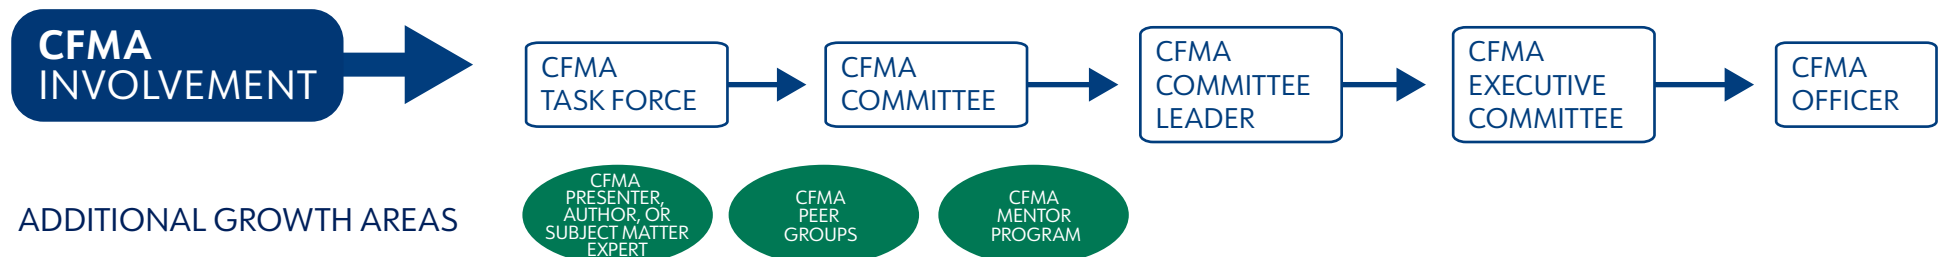 CFMA
INVOLVEMENT
CFMA
TASK FORCE
CFMA
COMMITTEE
CFMA
COMMITTEE
LEADER
CFMA
EXECUTIVE
COMMITTEE
CFMA
OFFICER
ADDITIONAL GROWTH AREAS
CFMA
PRESENTER,
AUTHOR, OR
SUBJECT MATTER
EXPERT
CFMA
PEER
GROUPS
CFMA
MENTOR
PROGRAM